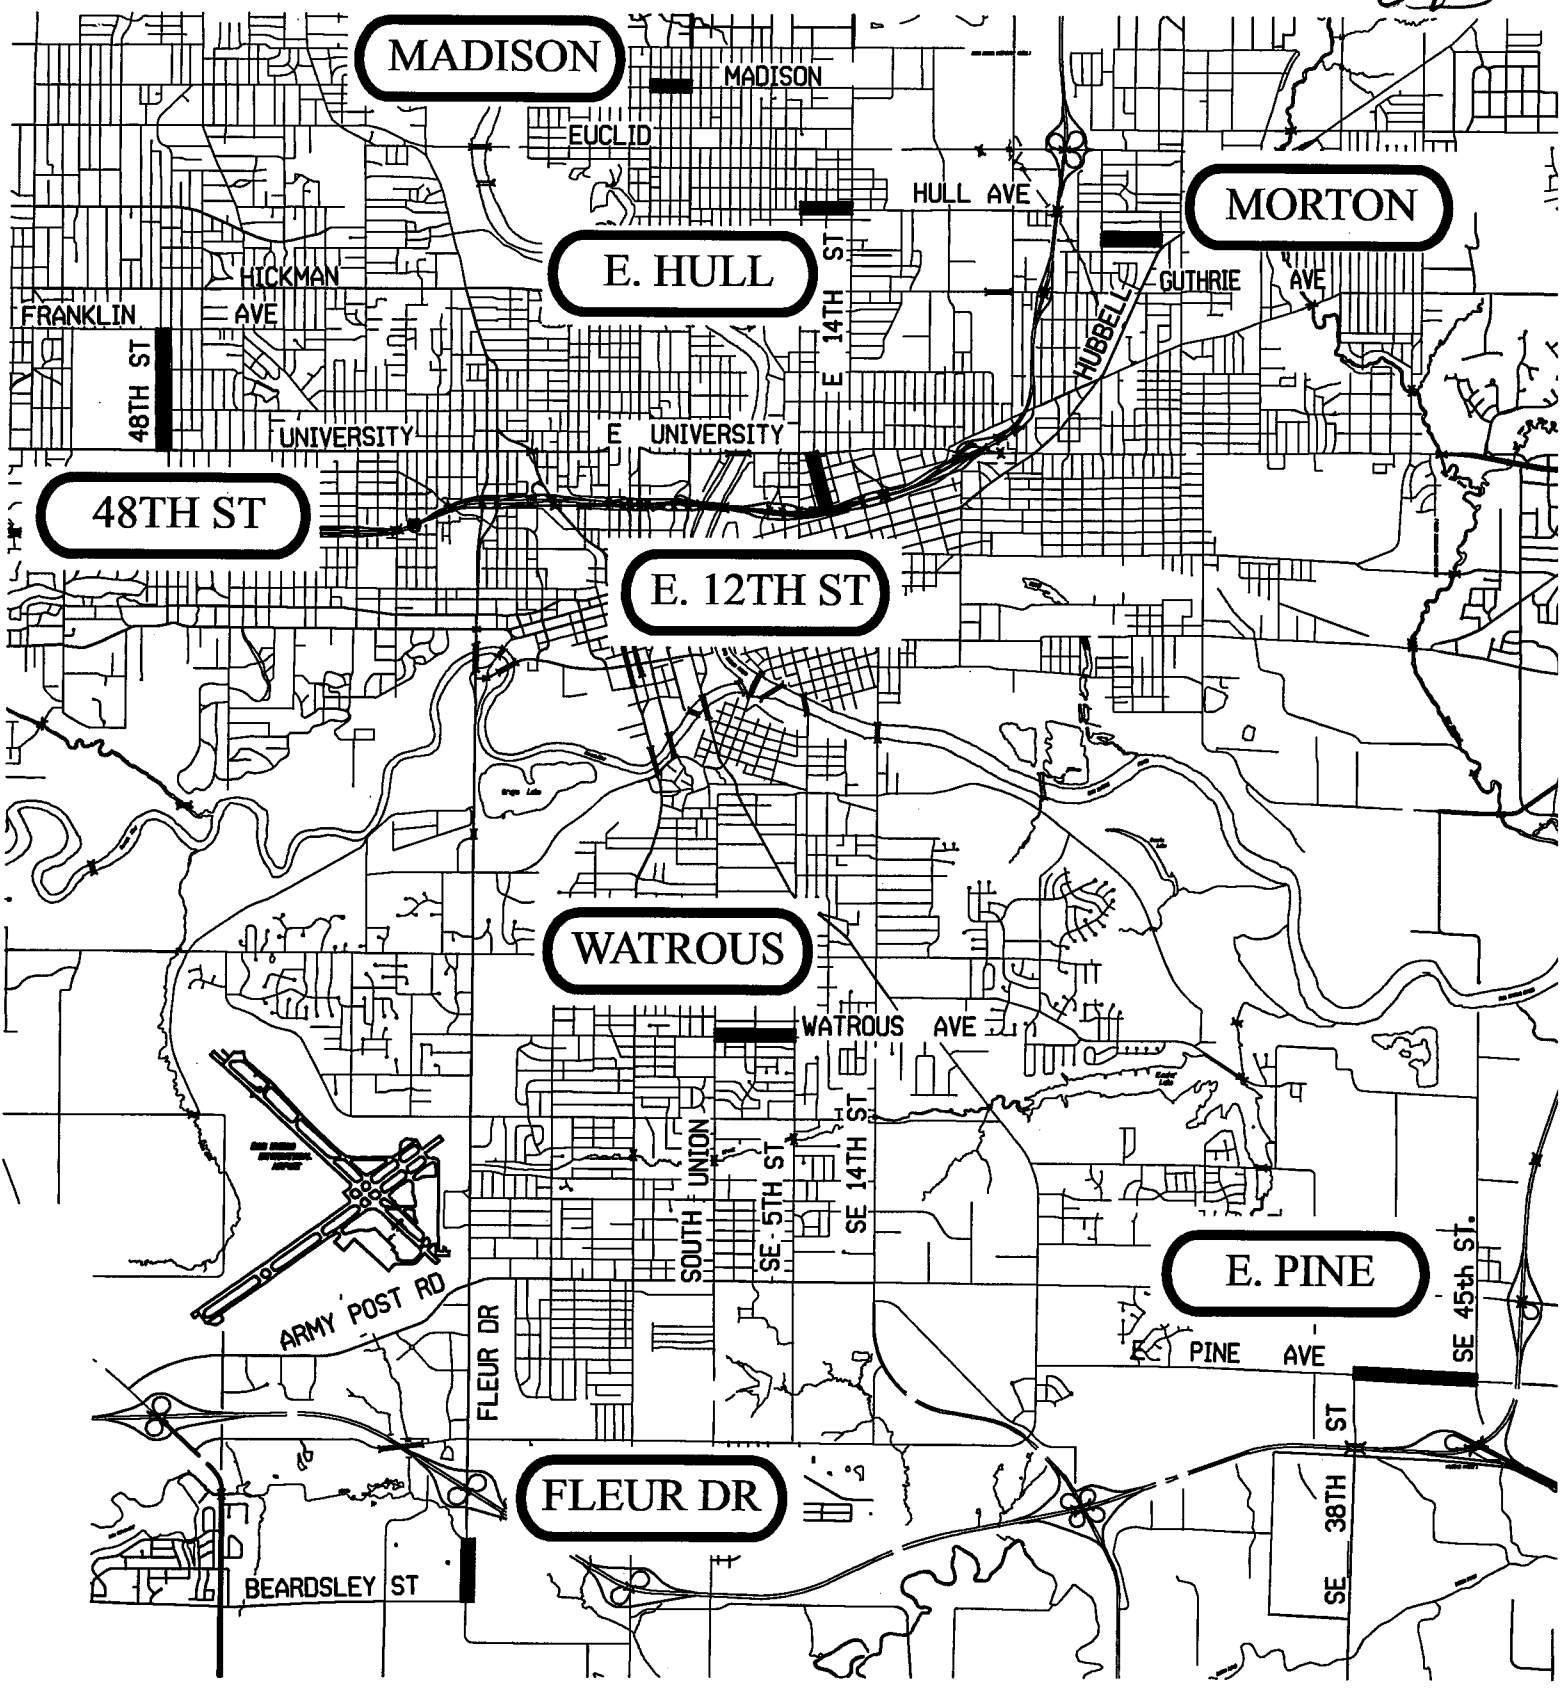 MADISON
MADISON
EUCLID
HULL AVE
MORTON
E. HULL
E 14TH ST
HICKMAN
GUTHRIE AVE
FRANKLIN AVE
HUBBELL
48TH ST
UNIVERSITY
E UNIVERSITY
48TH ST
E. 12TH ST
WATROUS
WATROUS AVE
SOUTH UNION
SE 5TH ST
SE 14TH ST
E. PINE
SE 45th ST.
ARMY POST RD
FLEUR DR
E PINE AVE
SE 38TH ST
FLEUR DR
BEARDSLEY ST